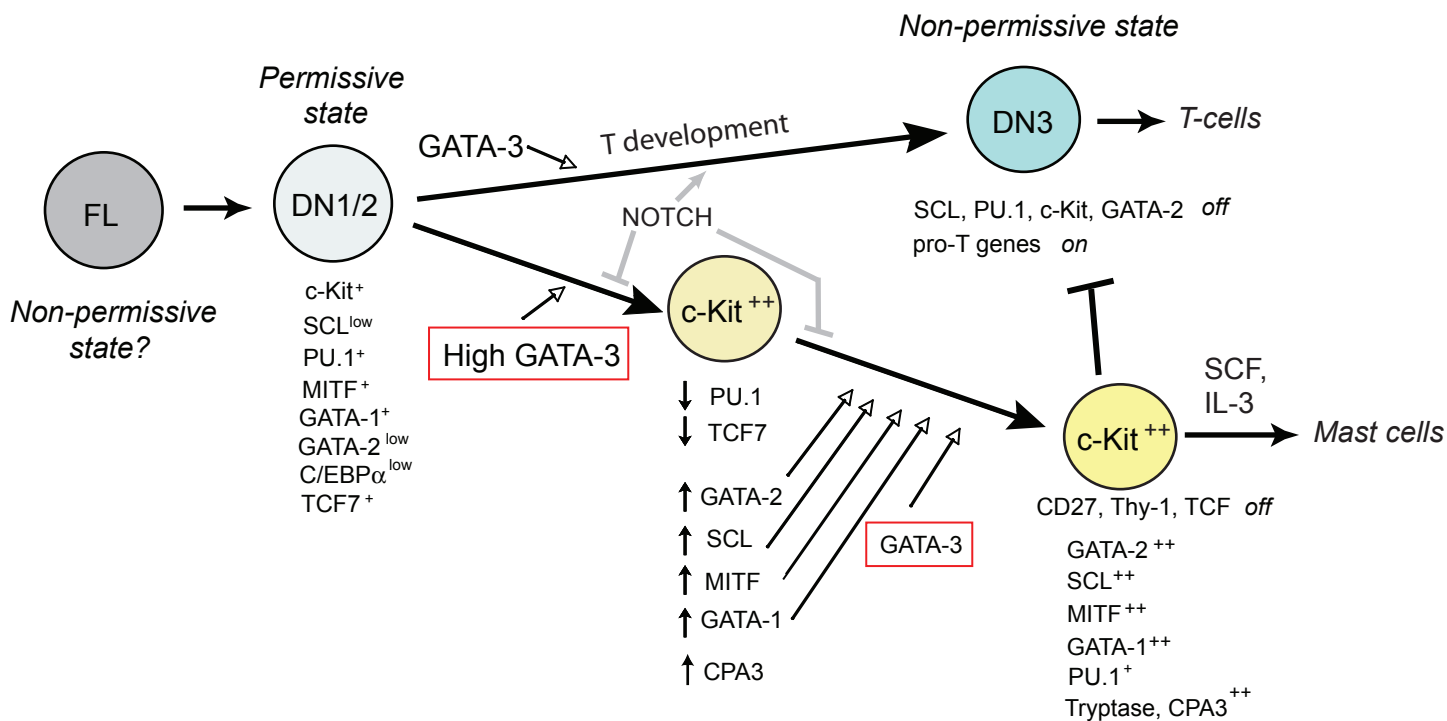 Non-permissive state
Permissive
state
GATA-3
T development
DN3
T-cells
FL
DN1/2
NOTCH
SCL, PU.1, c-Kit, GATA-2 off
pro-T genes on
Non-permissive
state?
c-Kit+
SCLlow
PU.1+
MITF+
GATA-1+
GATA-2low
C/EBPαlow
TCF7+
High GATA-3
c-Kit++
PU.1
TCF7
GATA-2
SCL
MITF
GATA-1
CPA3
GATA-3
c-Kit++
SCF,
IL-3
Mast cells
CD27, Thy-1, TCF off
GATA-2++
SCL++
MITF++
GATA-1++
PU.1+
Tryptase, CPA3++